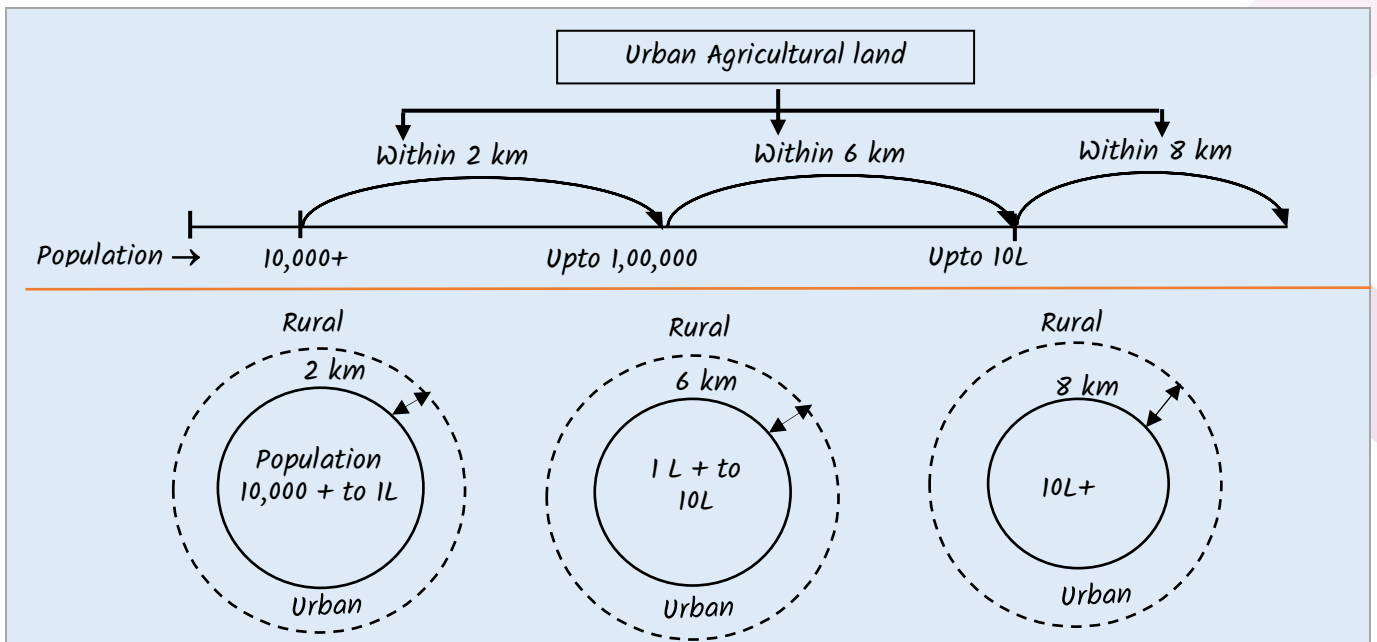 Urban Agricultural land
Within 2 km
Within 6 km
Within 8 km
Population →
10,000+
Upto 1,00,000
Upto 10L
Rural
2 km
Population
10,000 + to 1L
Urban
Rural
6 km
1 L + to
10L
Urban
Rural
8 km
10L+
Urban